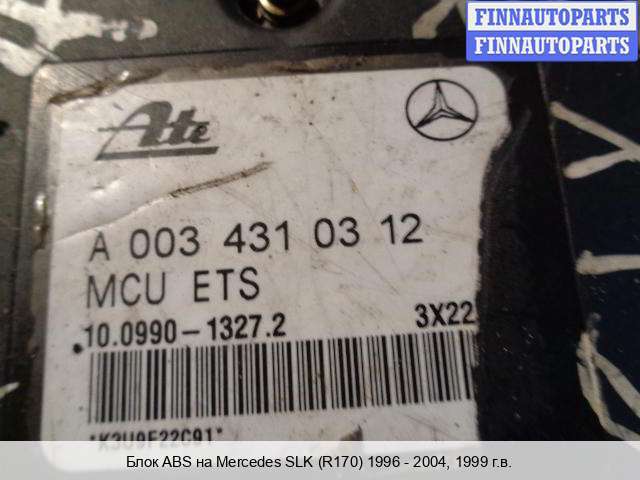 FINNAUTOPARTS
FINNAUTOPARTS
Ate
A 003 431 03 12
MCU ETS
10.0990-1327.2 3X22
*K3U9F22C91*
Блок ABS на Mercedes SLK (R170) 1996 - 2004, 1999 г.в.